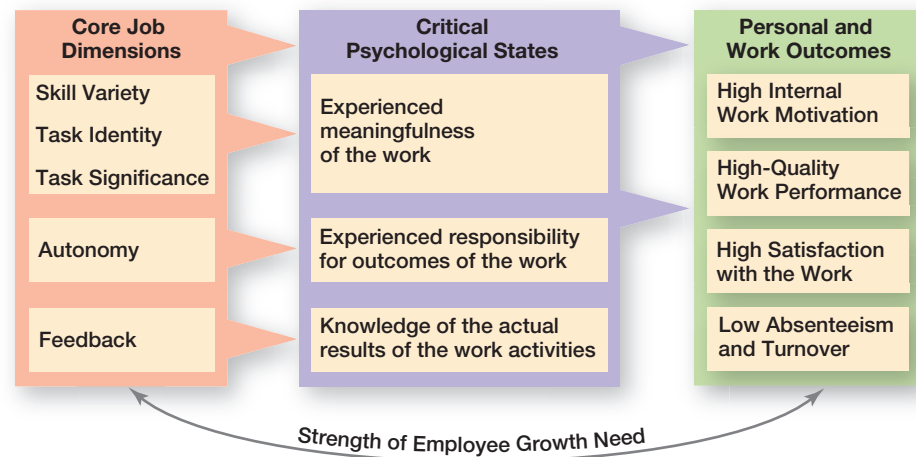 Core Job
Dimensions
Skill Variety
Task Identity
Task Significance
Autonomy
Feedback
Critical
Psychological States
Experienced
meaningfulness
of the work
Experienced responsibility
for outcomes of the work
Knowledge of the actual
results of the work activities
Personal and
Work Outcomes
High Internal
Work Motivation
High-Quality
Work Performance
High Satisfaction
with the Work
Low Absenteeism
and Turnover
Strength of Employee Growth Need